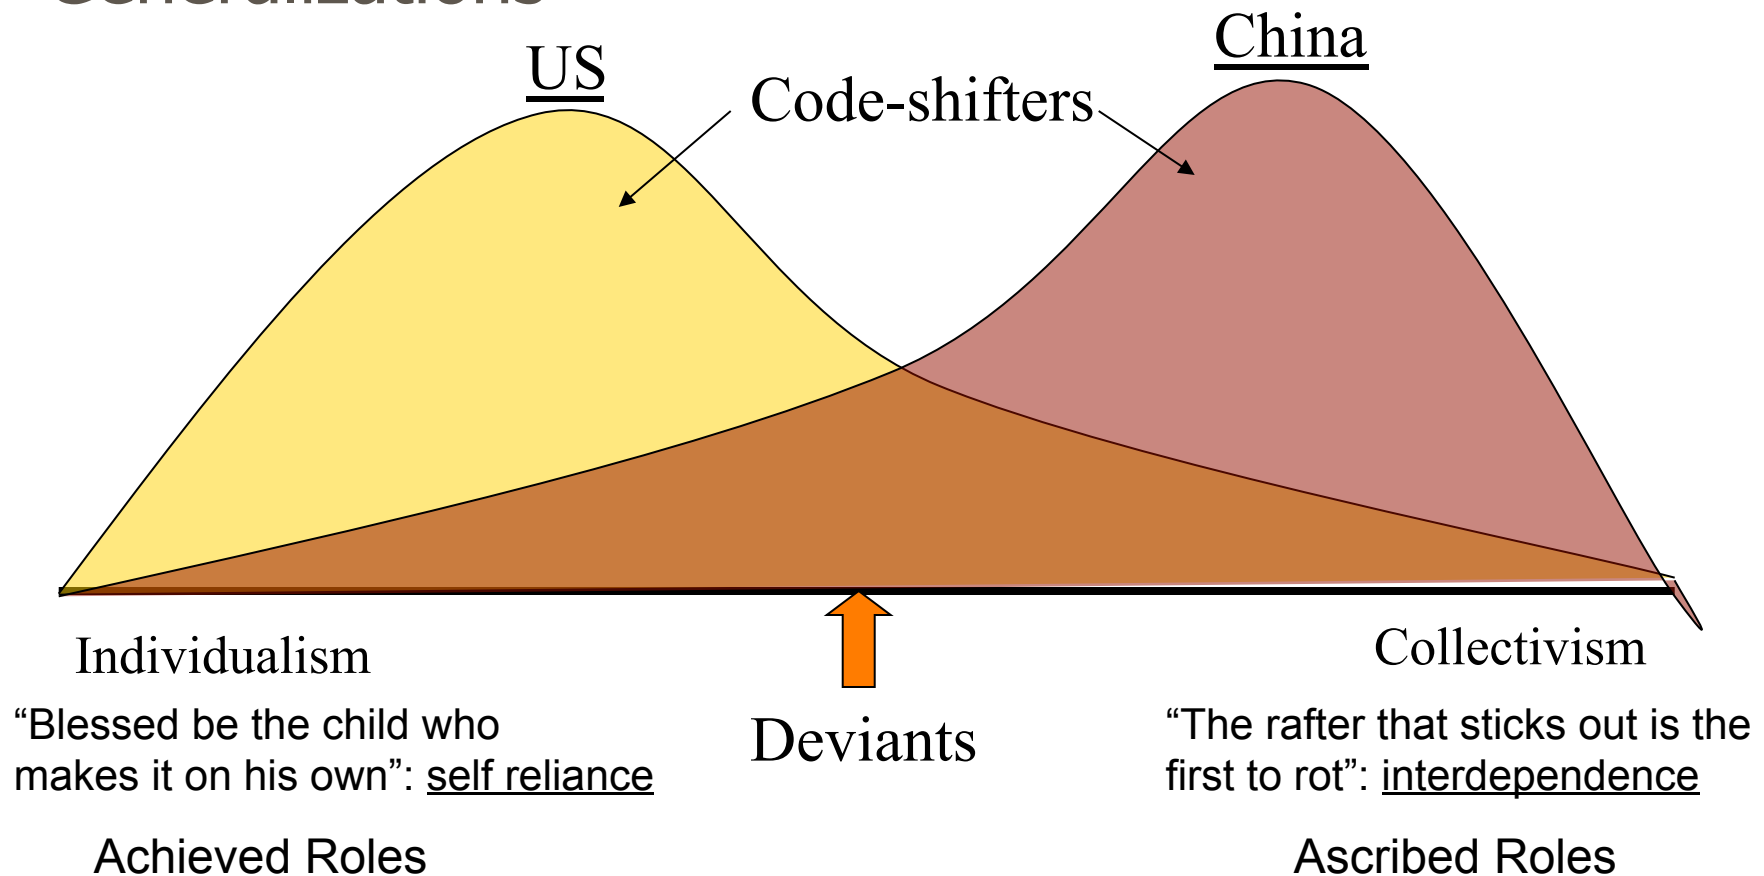 Generalizations
US
China
Code-shifters
Individualism
Collectivism
“Blessed be the child who
makes it on his own”: self reliance
Deviants
“The rafter that sticks out is the
first to rot”: interdependence
Achieved Roles
Ascribed Roles